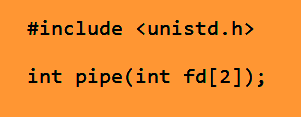 #include <unistd.h>
int pipe(int fd[2]);